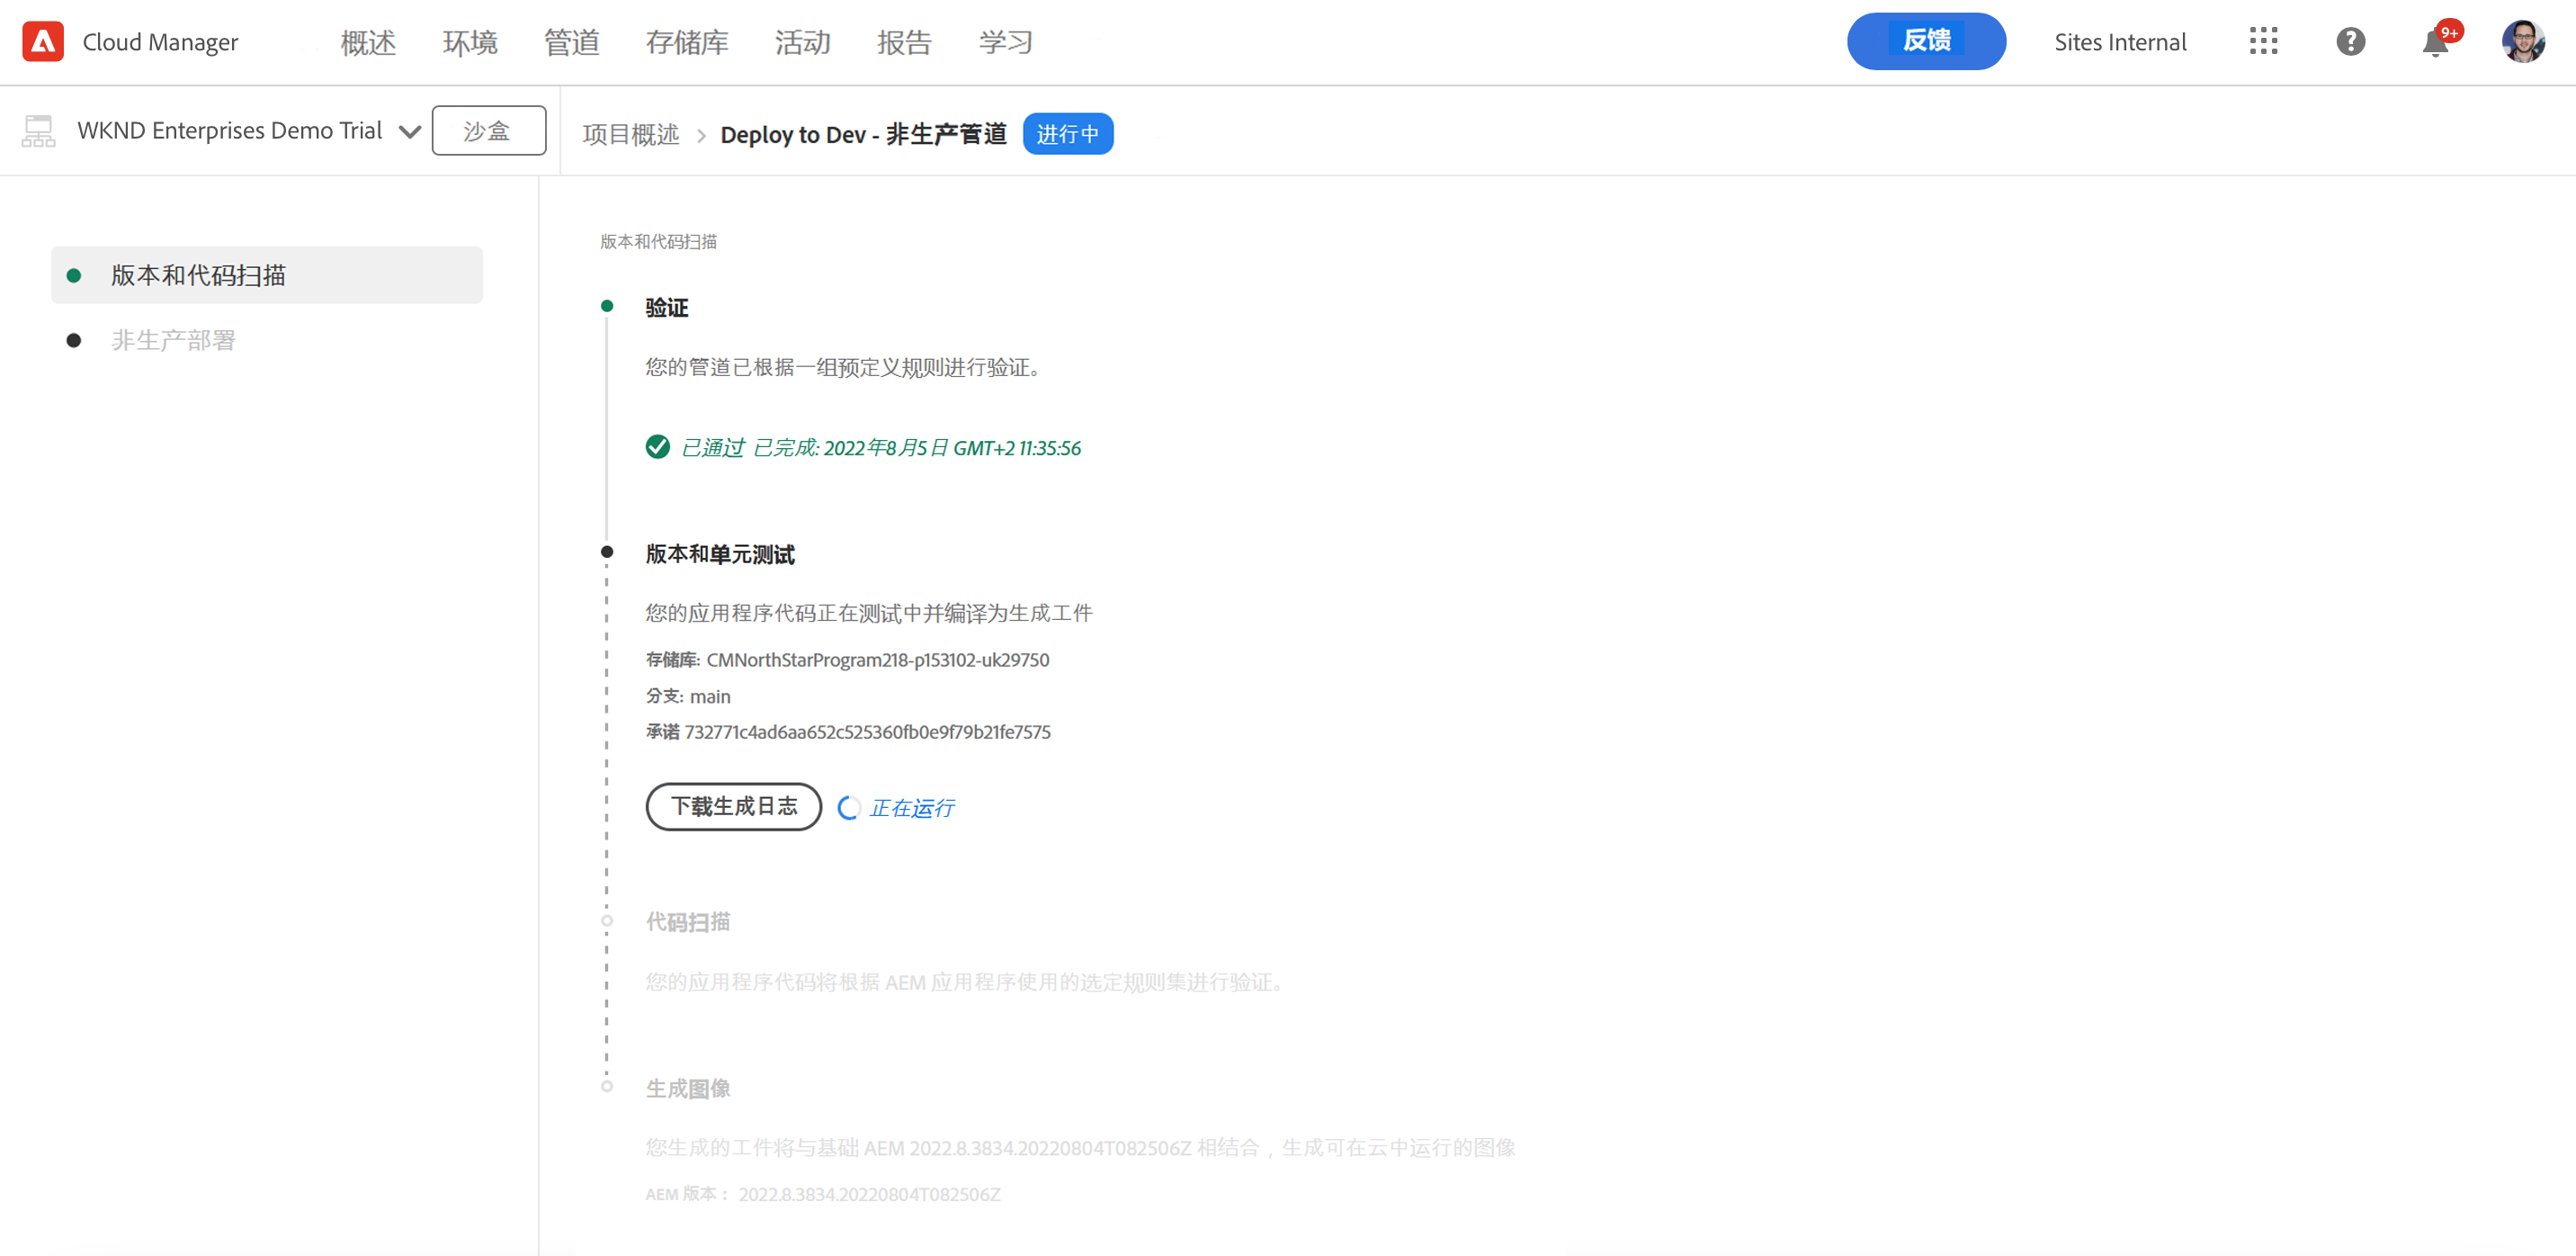 Cloud Manager 概述 环境 管道 存储库 活动 报告 学习 反馈 Sites Internal ? 9+
WKND Enterprises Demo Trial 沙盒 项目概述 > Deploy to Dev - 非生产管道 进行中
版本和代码扫描
非生产部署
版本和代码扫描
验证
您的管道已根据一组预定义规则进行验证。
已通过 已完成: 2022年8月5日 GMT+2 11:35:56
版本和单元测试
您的应用程序代码正在测试中并编译为生成工件
存储库: CMNorthStarProgram218-p153102-uk29750
分支: main
承诺 732771c4ad6aa652c525360fb0e9f79b21fe7575
下载生成日志 正在运行
代码扫描
您的应用程序代码将根据 AEM 应用程序使用的选定规则集进行验证。
生成图像
您生成的工件将与基础 AEM 2022.8.3834.20220804T082506Z 相结合，生成可在云中运行的图像
AEM 版本： 2022.8.3834.20220804T082506Z